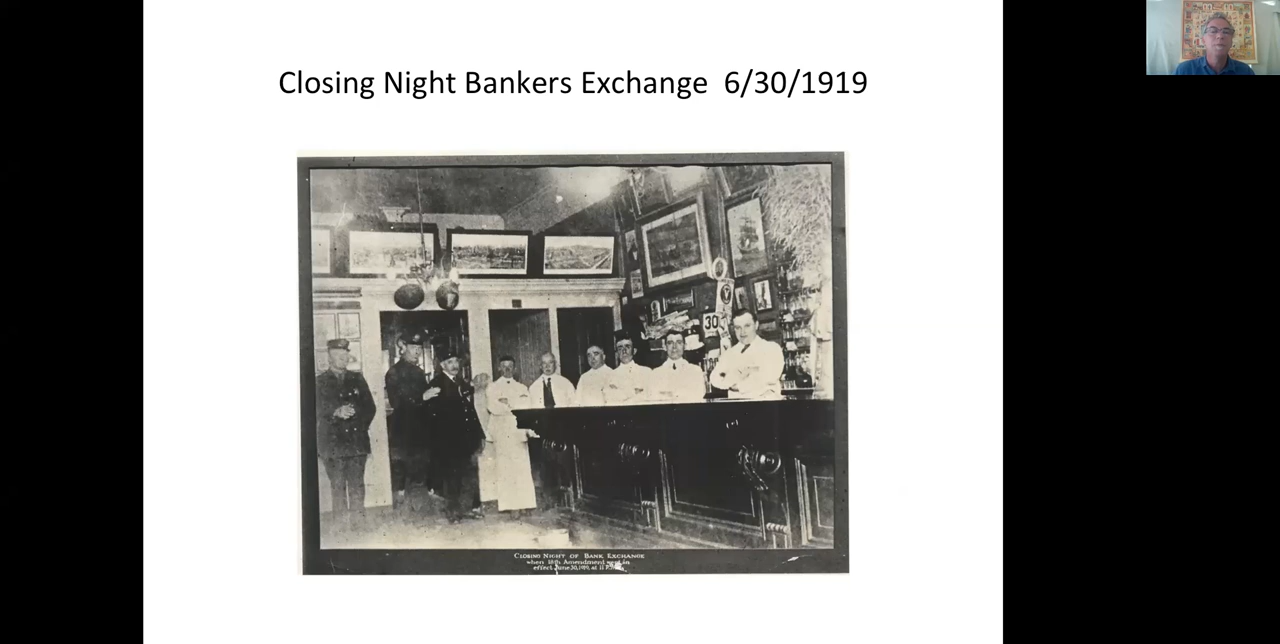 Closing Night Bankers Exchange 6/30/1919
30
Closing Night of Bank Exchange
when 18th Amendment went in
effect June 30, 1919, at 11